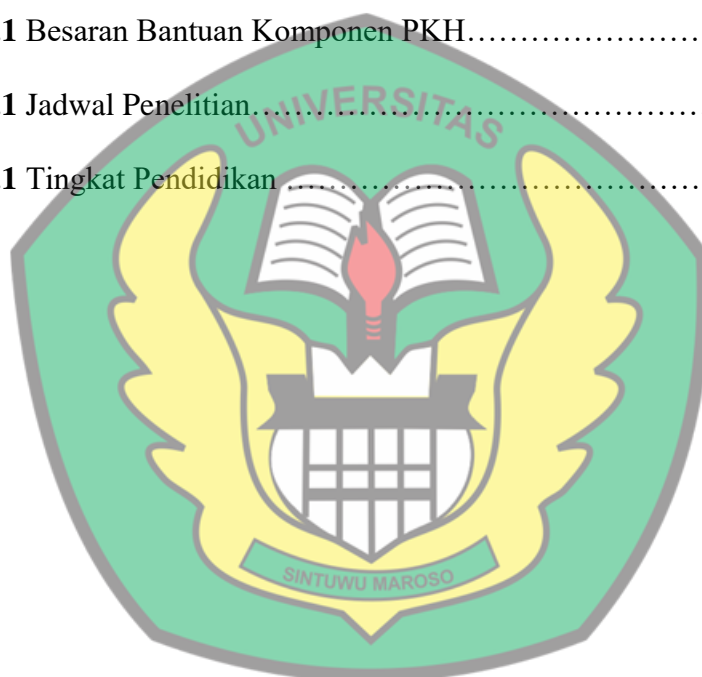 .1 Besaran Bantuan Komponen PKH……………………
.1 Jadwal Penelitian……………………………………
.1 Tingkat Pendidikan ……………………………………
UNIVERSITAS
SINTUWU MAROSO